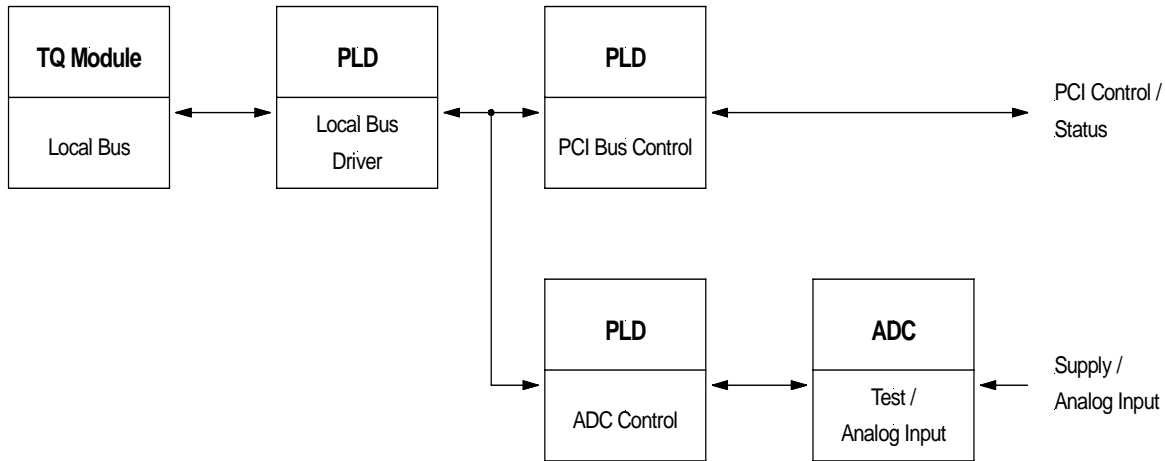 TQ Module
Local Bus
PLD
Local Bus
Driver
PLD
PCI Bus Control
PCI Control /
Status
PLD
ADC Control
ADC
Test /
Analog Input
Supply /
Analog Input